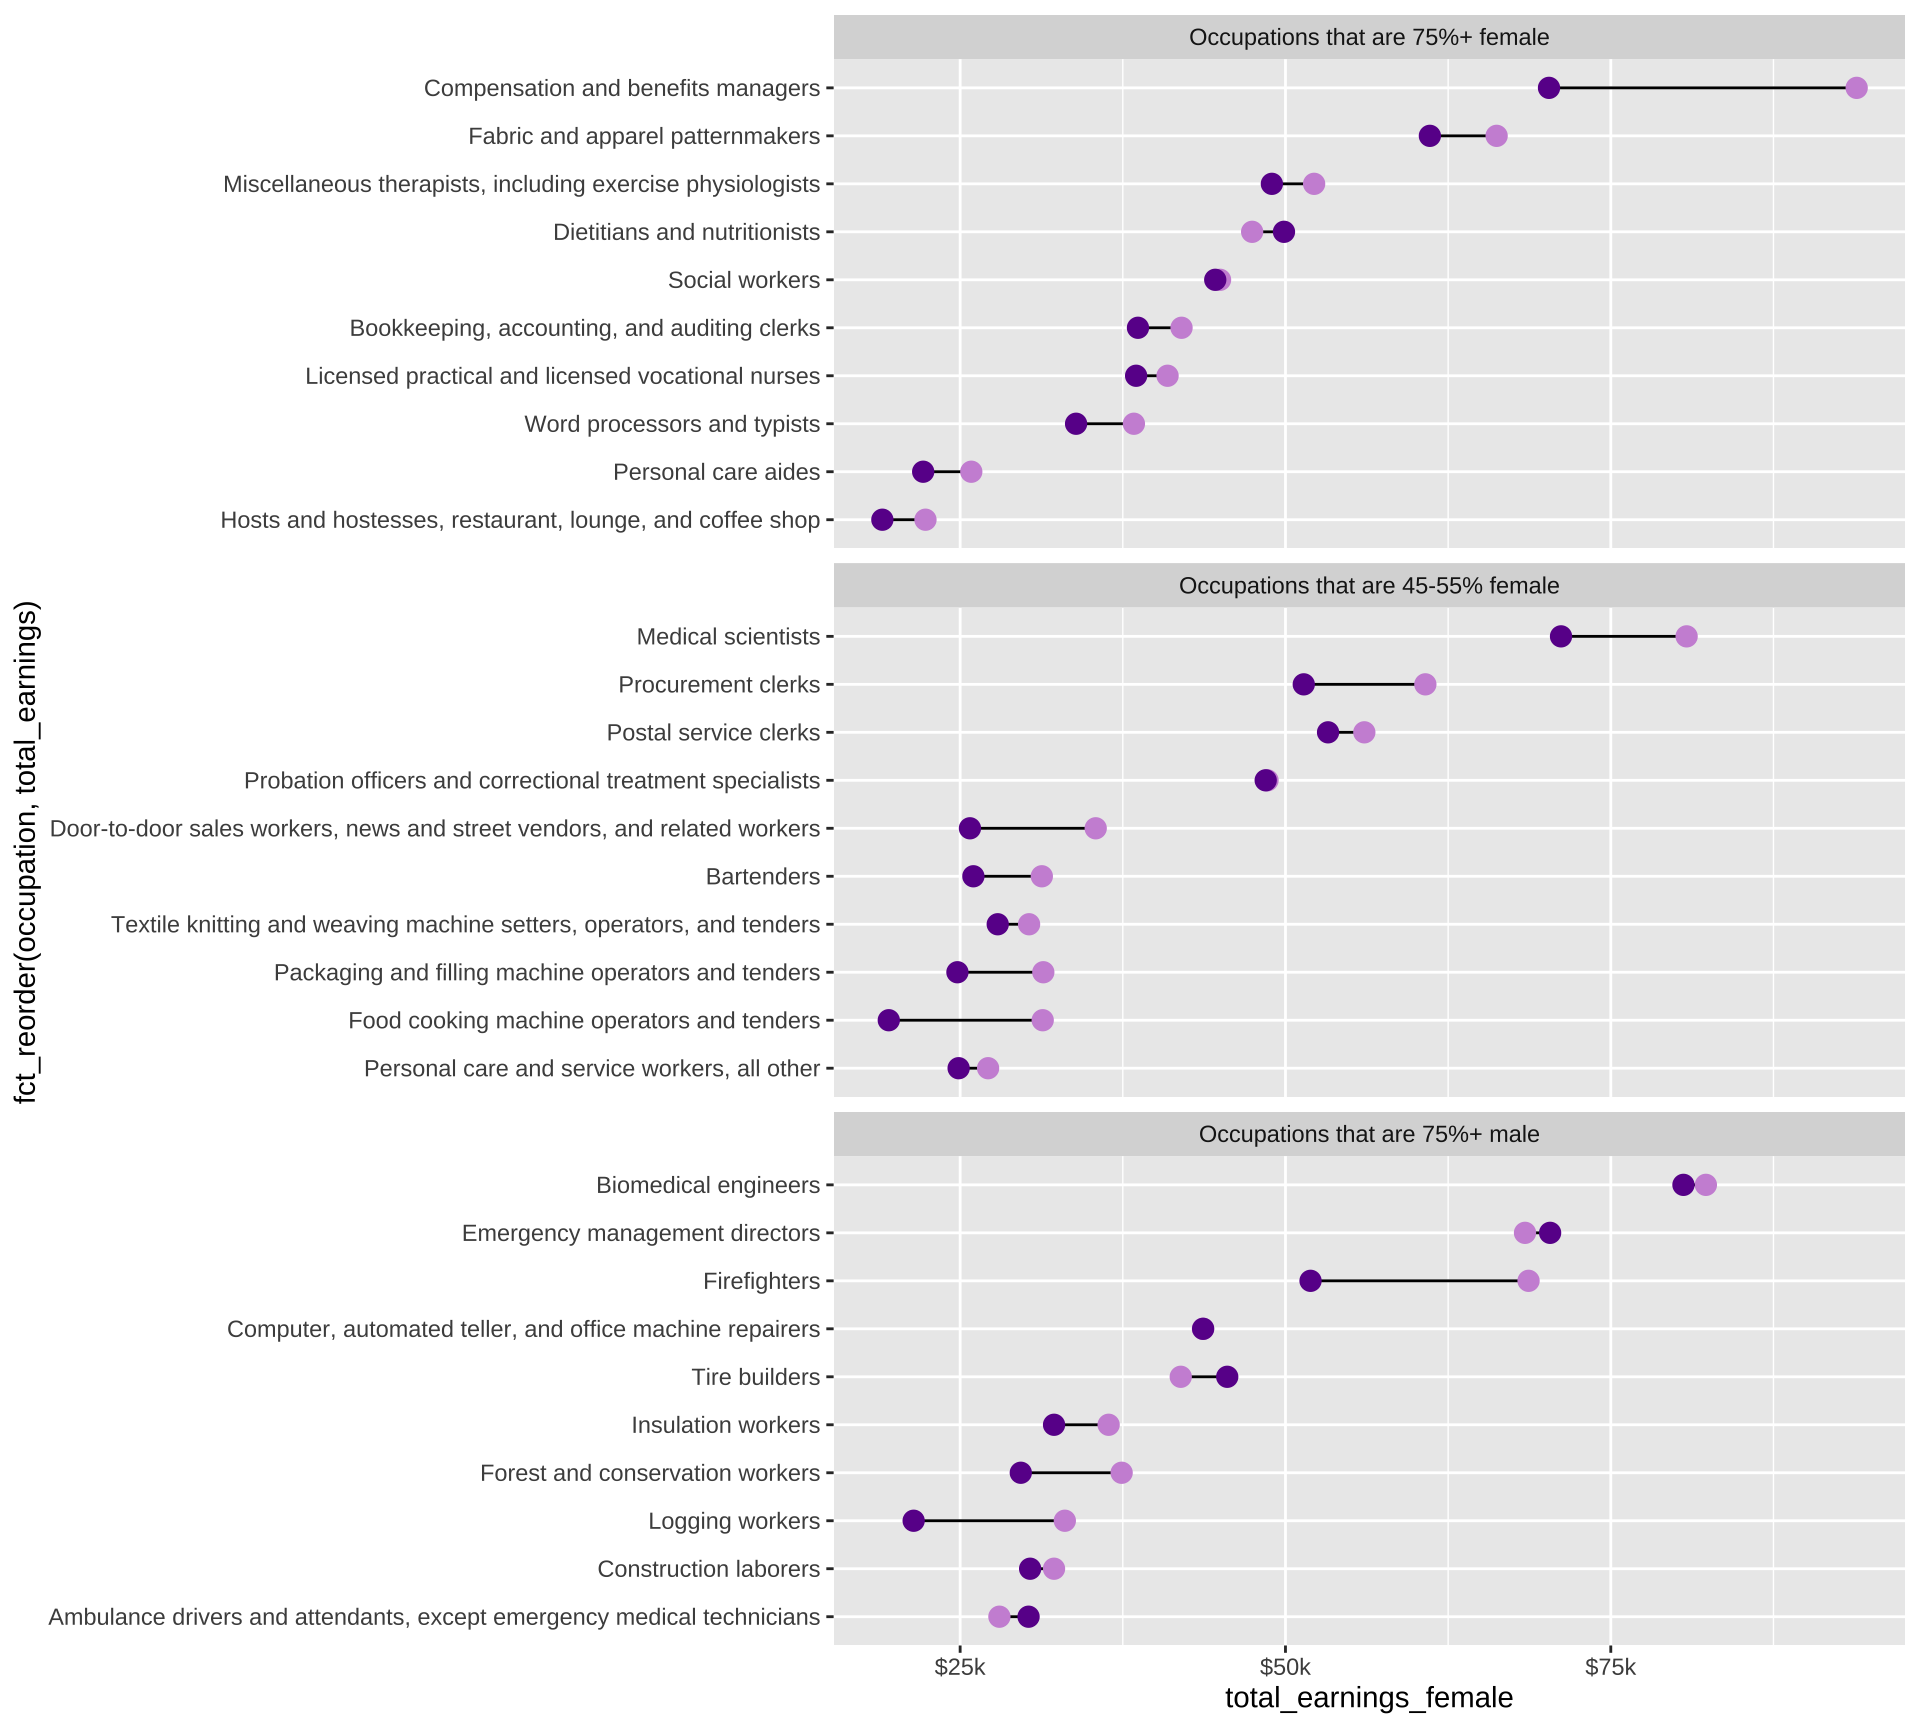 Occupations that are 75%+ female
Compensation and benefits managers
Fabric and apparel patternmakers
Miscellaneous therapists, including exercise physiologists
Dietitians and nutritionists
Social workers
Bookkeeping, accounting, and auditing clerks
Licensed practical and licensed vocational nurses
Word processors and typists
Personal care aides
Hosts and hostesses, restaurant, lounge, and coffee shop
Occupations that are 45-55% female
Medical scientists
Procurement clerks
Postal service clerks
Probation officers and correctional treatment specialists
Door-to-door sales workers, news and street vendors, and related workers
Bartenders
Textile knitting and weaving machine setters, operators, and tenders
Packaging and filling machine operators and tenders
Food cooking machine operators and tenders
Personal care and service workers, all other
fct_reorder(occupation, total_earnings)
Occupations that are 75%+ male
Biomedical engineers
Emergency management directors
Firefighters
Computer, automated teller, and office machine repairers
Tire builders
Insulation workers
Forest and conservation workers
Logging workers
Construction laborers
Ambulance drivers and attendants, except emergency medical technicians
$25k $50k $75k
total_earnings_female